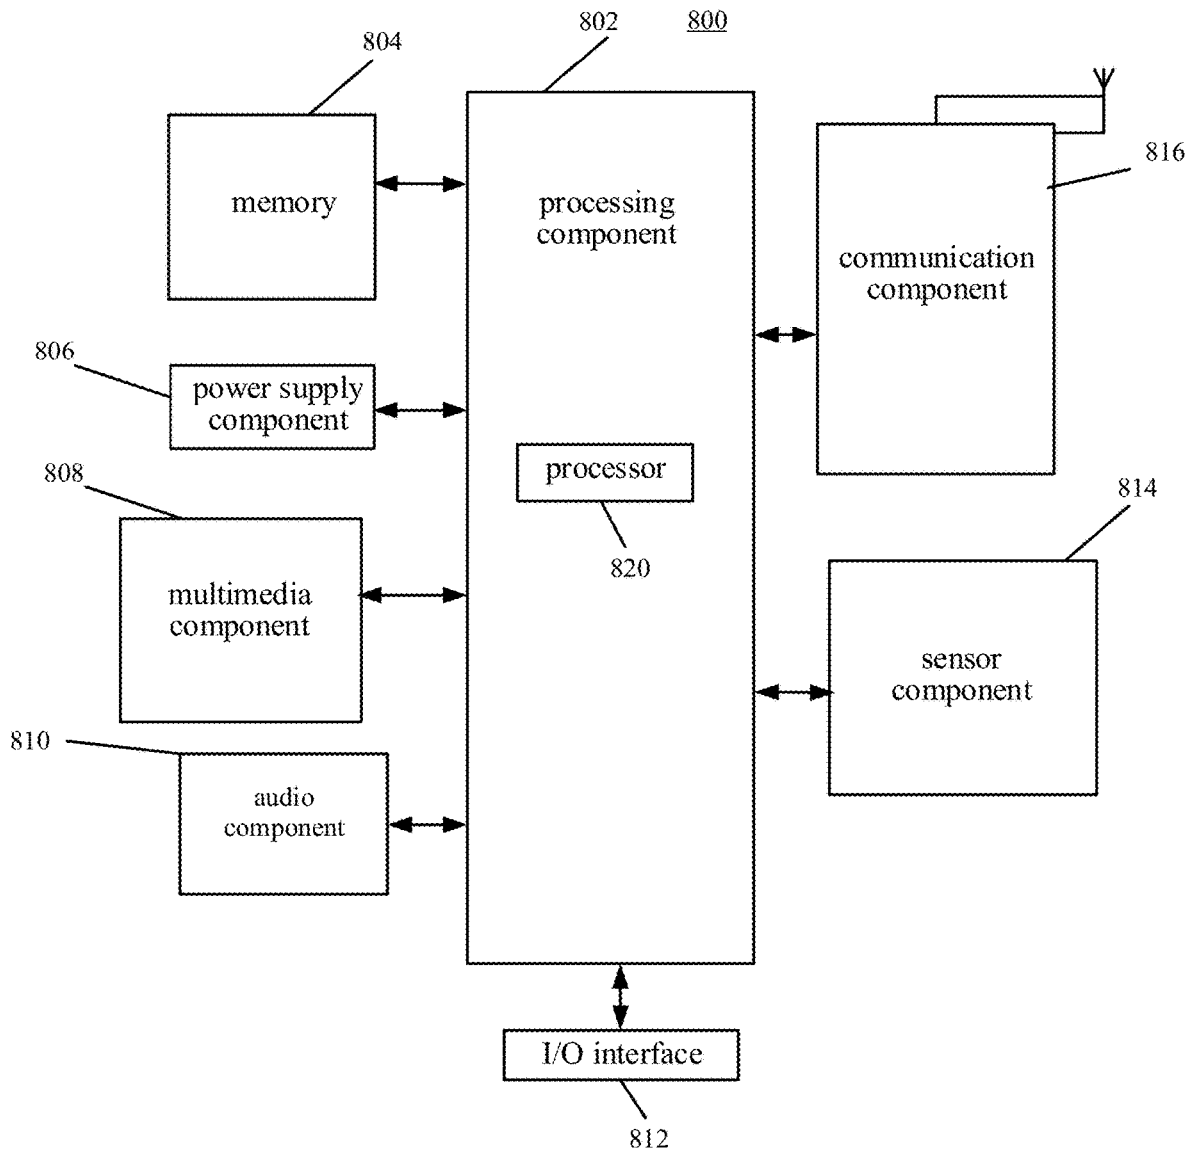 802
800
804
816
memory
processing
component
communication
component
806
power supply
component
808
processor
820
814
multimedia
component
sensor
component
810
audio
component
I/O interface
812